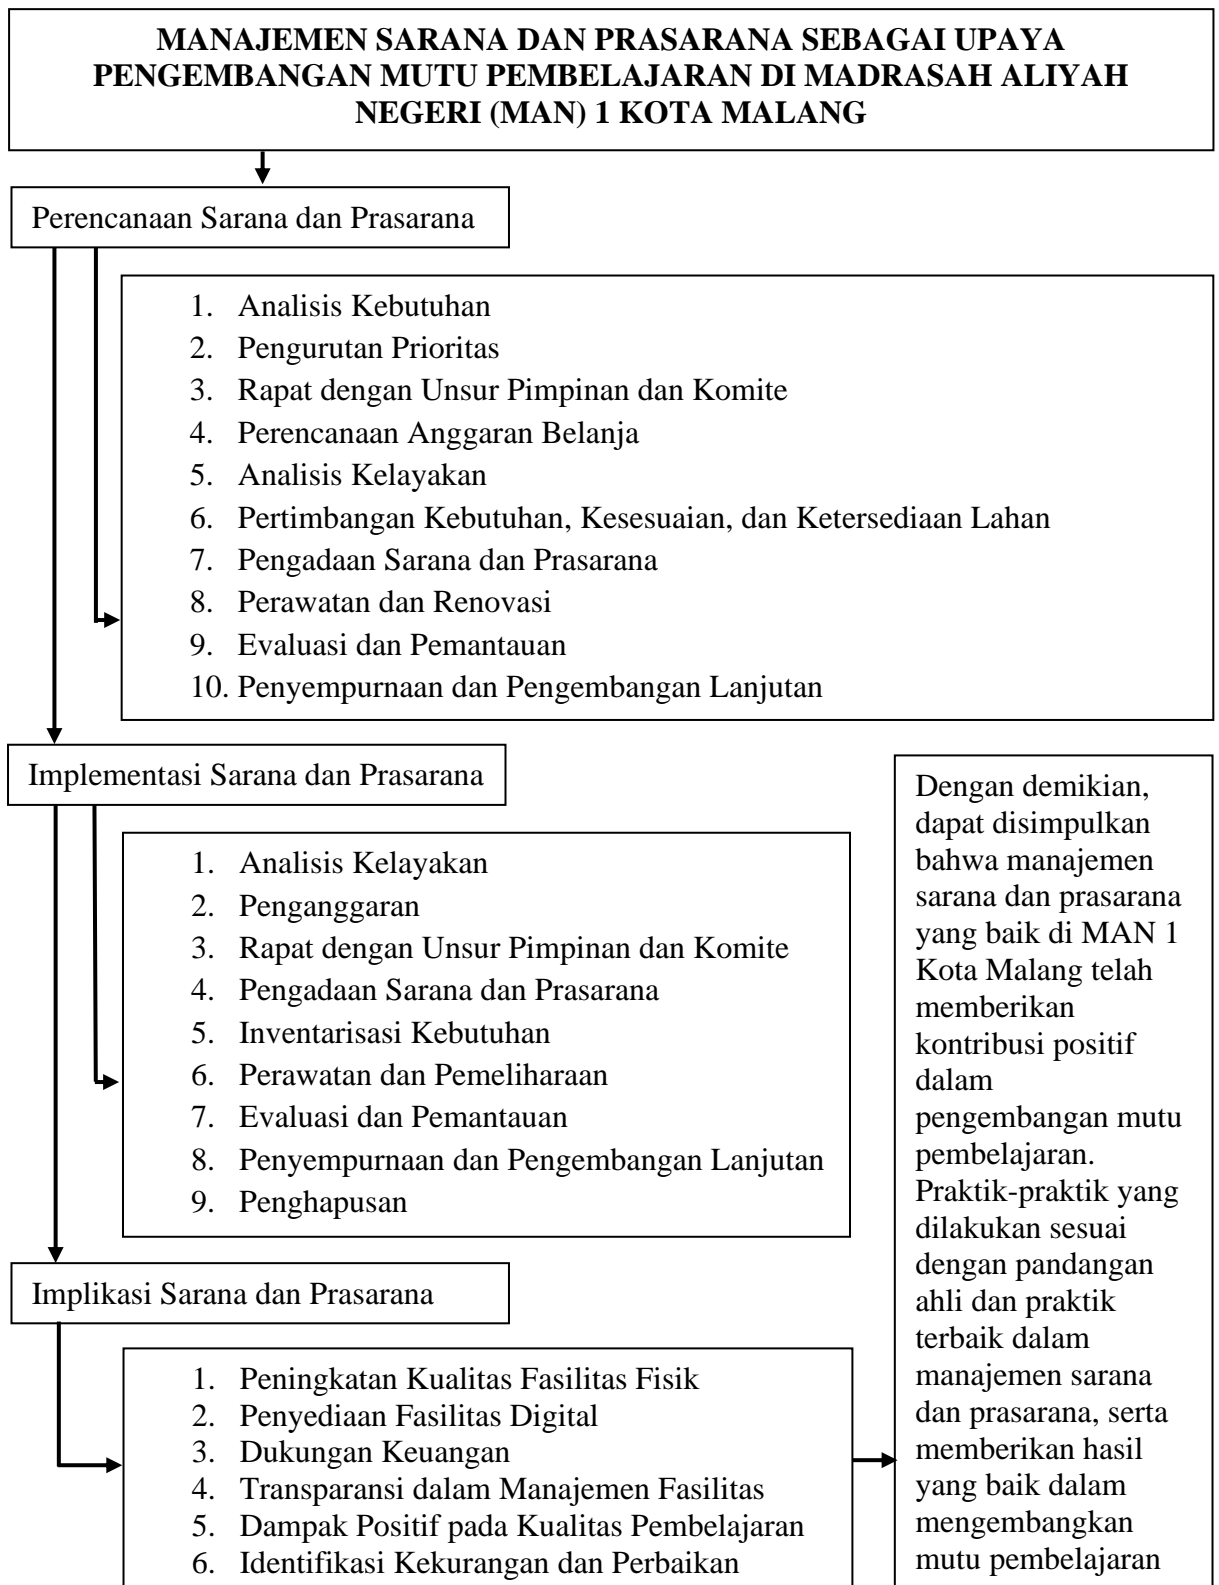 MANAJEMEN SARANA DAN PRASARANA SEBAGAI UPAYA
PENGEMBANGAN MUTU PEMBELAJARAN DI MADRASAH ALIYAH
NEGERI (MAN) 1 KOTA MALANG
Perencanaan Sarana dan Prasarana
1. Analisis Kebutuhan
2. Pengurutan Prioritas
3. Rapat dengan Unsur Pimpinan dan Komite
4. Perencanaan Anggaran Belanja
5. Analisis Kelayakan
6. Pertimbangan Kebutuhan, Kesesuaian, dan Ketersediaan Lahan
7. Pengadaan Sarana dan Prasarana
8. Perawatan dan Renovasi
9. Evaluasi dan Pemantauan
10. Penyempurnaan dan Pengembangan Lanjutan
Implementasi Sarana dan Prasarana
1. Analisis Kelayakan
2. Penganggaran
3. Rapat dengan Unsur Pimpinan dan Komite
4. Pengadaan Sarana dan Prasarana
5. Inventarisasi Kebutuhan
6. Perawatan dan Pemeliharaan
7. Evaluasi dan Pemantauan
8. Penyempurnaan dan Pengembangan Lanjutan
9. Penghapusan
Implikasi Sarana dan Prasarana
1. Peningkatan Kualitas Fasilitas Fisik
2. Penyediaan Fasilitas Digital
3. Dukungan Keuangan
4. Transparansi dalam Manajemen Fasilitas
5. Dampak Positif pada Kualitas Pembelajaran
6. Identifikasi Kekurangan dan Perbaikan
Dengan demikian,
dapat disimpulkan
bahwa manajemen
sarana dan prasarana
yang baik di MAN 1
Kota Malang telah
memberikan
kontribusi positif
dalam
pengembangan mutu
pembelajaran.
Praktik-praktik yang
dilakukan sesuai
dengan pandangan
ahli dan praktik
terbaik dalam
manajemen sarana
dan prasarana, serta
memberikan hasil
yang baik dalam
mengembangkan
mutu pembelajaran